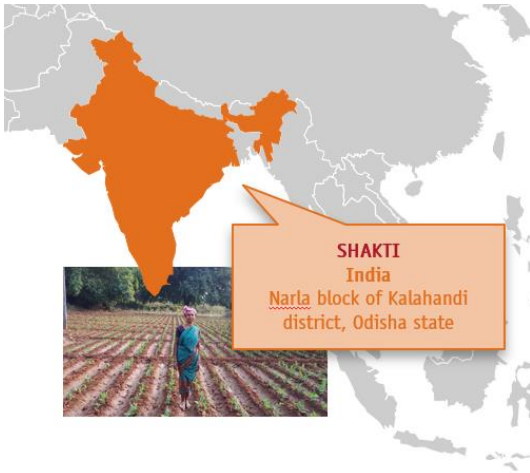 SHAKTI
India
Narla block of Kalahandi
district, Odisha state